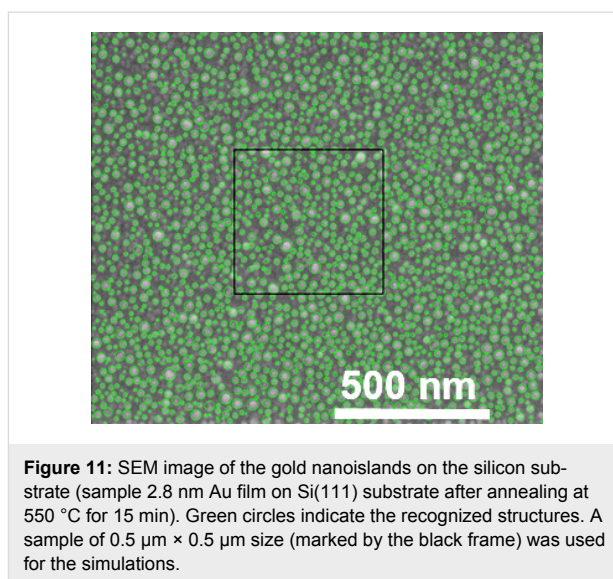 500 nm
Figure 11: SEM image of the gold nanoislands on the silicon sub-
strate (sample 2.8 nm Au film on Si(111) substrate after annealing at
550 °C for 15 min). Green circles indicate the recognized structures. A
sample of 0.5 μm × 0.5 μm size (marked by the black frame) was used
for the simulations.